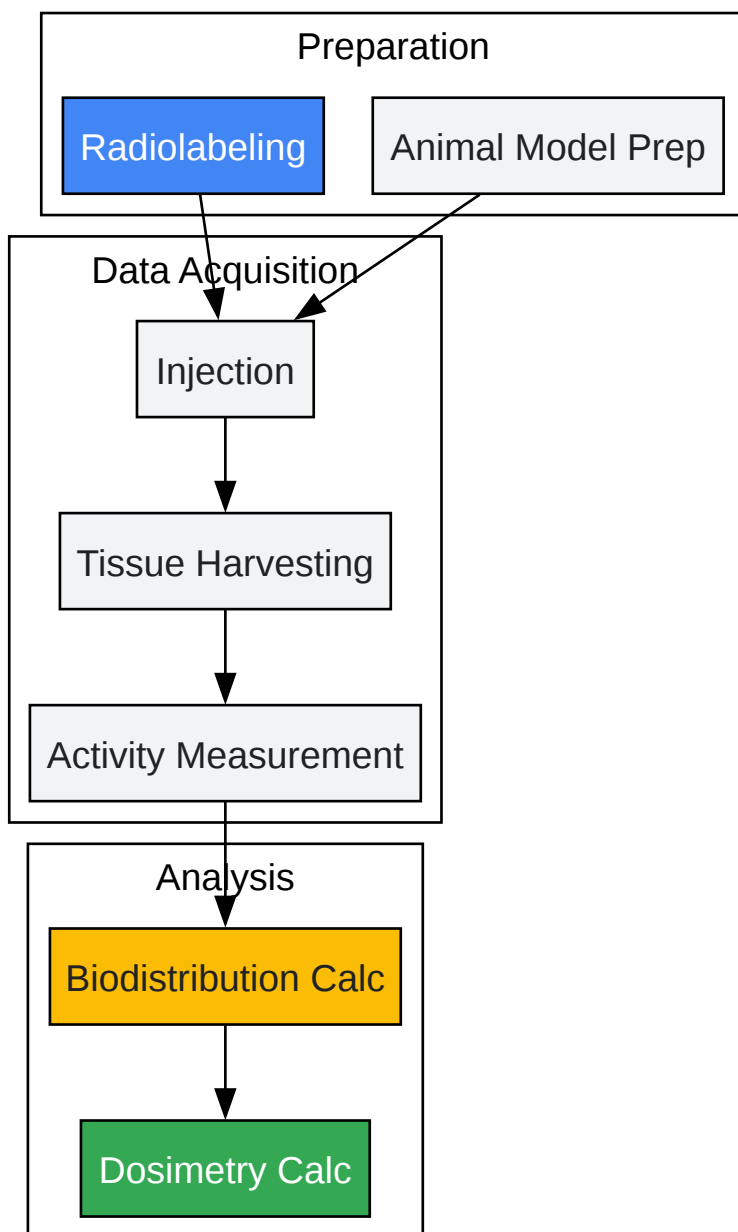 Preparation
Radiolabeling
Animal Model Prep
Data Acquisition
Injection
Tissue Harvesting
Activity Measurement
Analysis
Biodistribution Calc
Dosimetry Calc